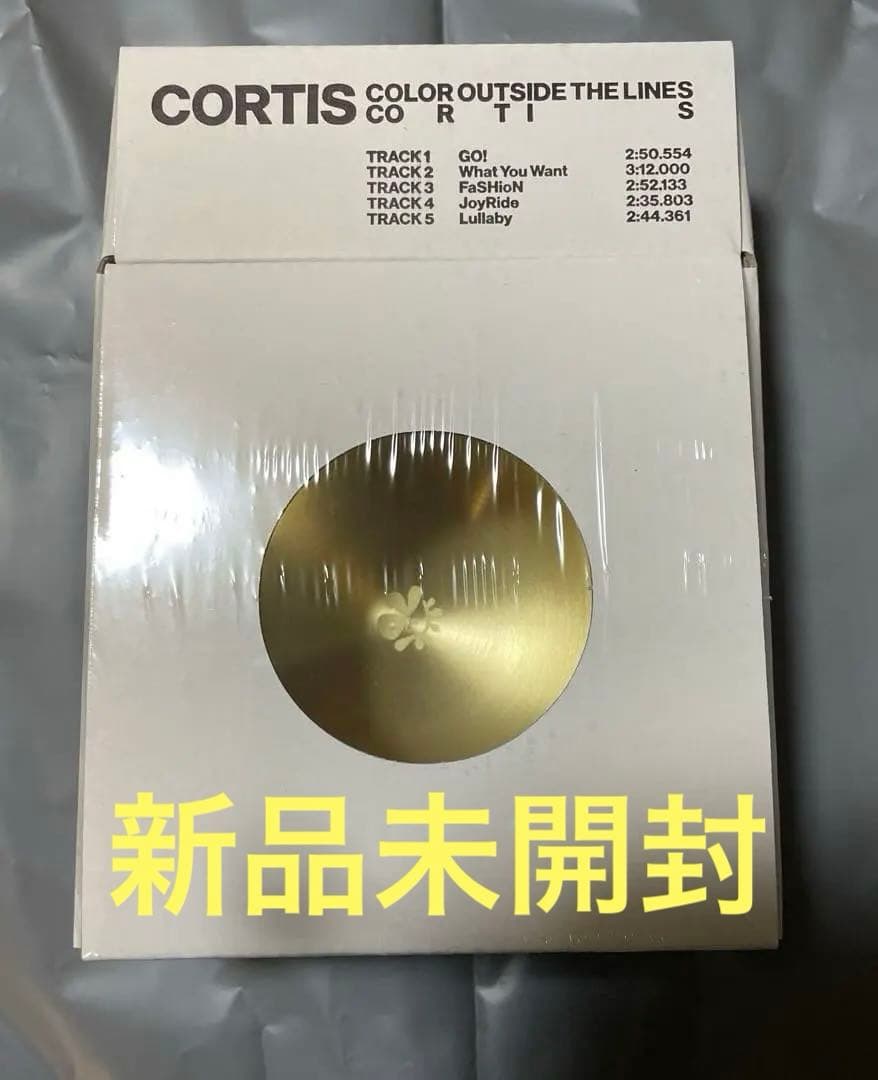 CORTIS
COLOR OUTSIDE THE LINES
CO R T I S
TRACK 1 GO! 2:50.554
TRACK 2 What You Want 3:12.000
TRACK 3 FaSHioN 2:52.133
TRACK 4 JoyRide 2:35.803
TRACK 5 Lullaby 2:44.361
新品未開封